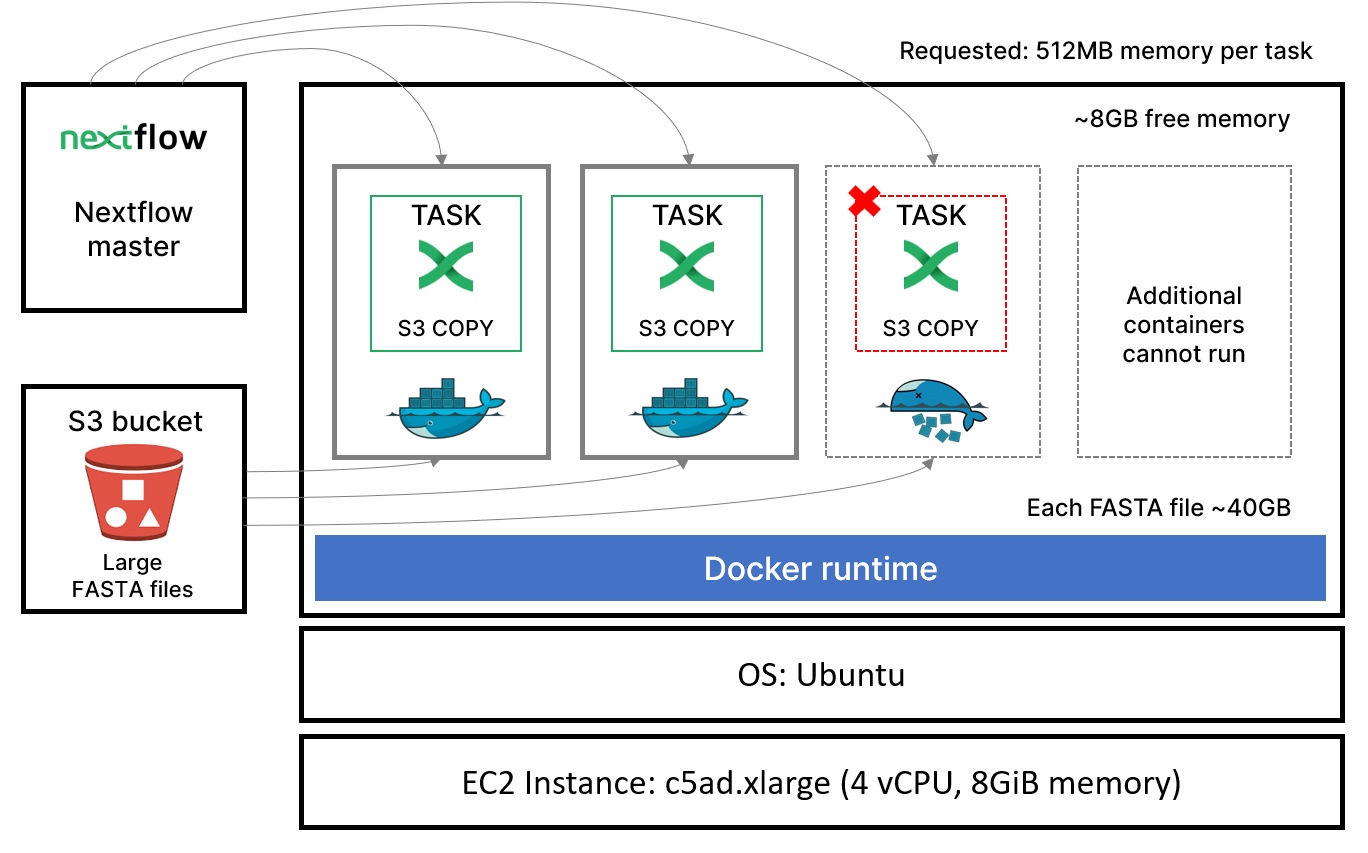 Requested: 512MB memory per task
nextflow
Nextflow
master
~8GB free memory
TASK
S3 COPY
TASK
S3 COPY
TASK
S3 COPY
Additional
containers
cannot run
S3 bucket
Large
FASTA files
Each FASTA file ~40GB
Docker runtime
OS: Ubuntu
EC2 Instance: c5ad.xlarge (4 vCPU, 8GiB memory)